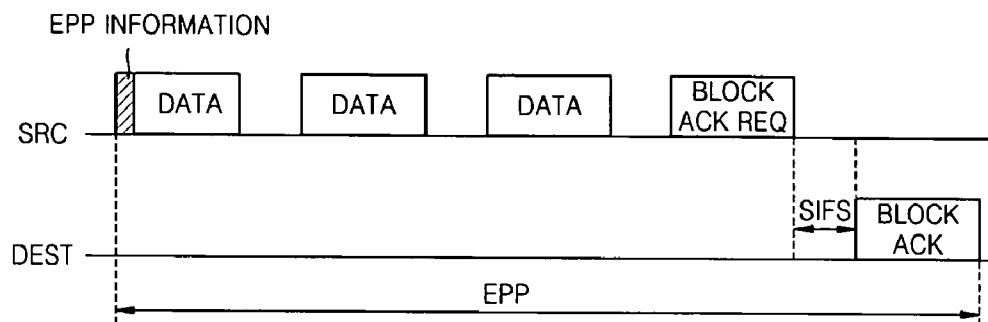 EPP INFORMATION
DATA
DATA
DATA
BLOCK
ACK REQ
SRC
SIFS
BLOCK
ACK
DEST
EPP